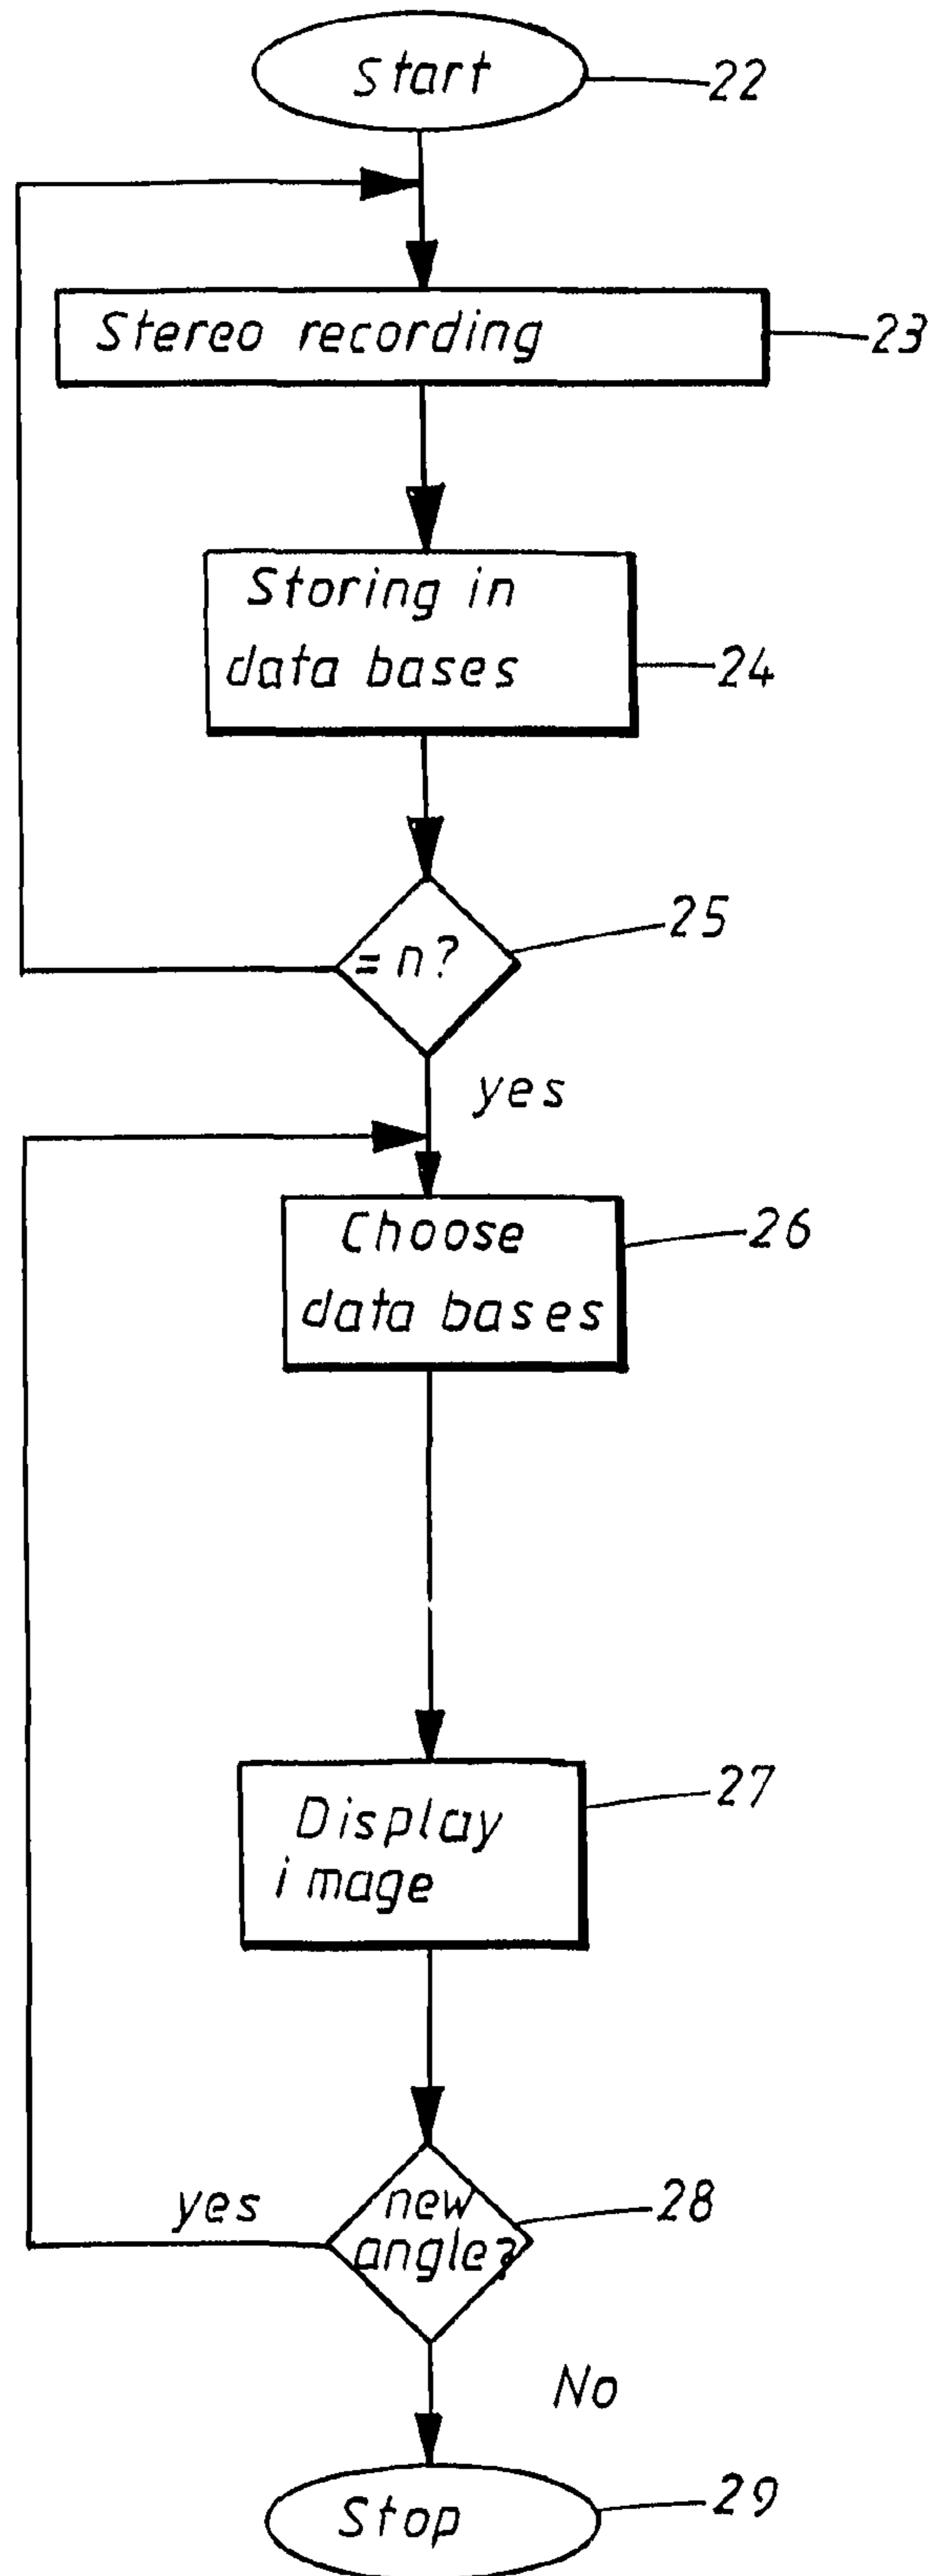 Start
22
Stereo recording
23
Storing in
data bases
24
= n?
25
yes
Choose
data bases
26
Display
image
27
new
angle?
28
yes
No
Stop
29